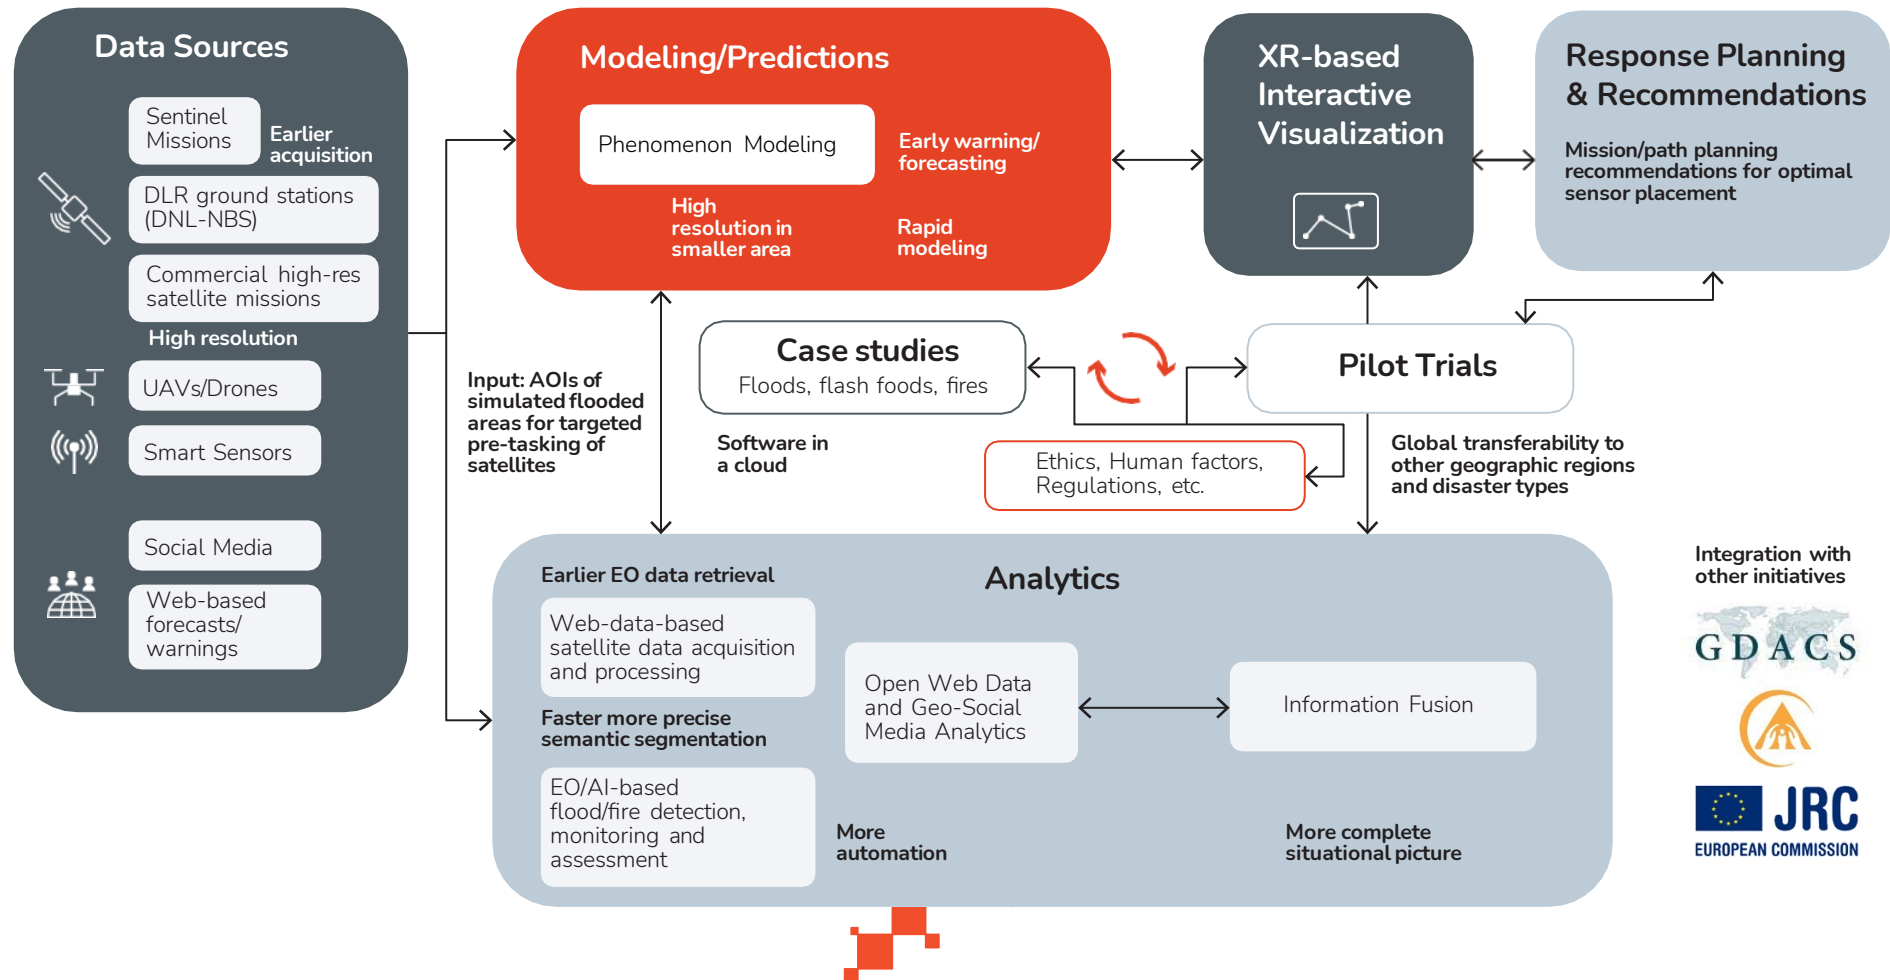 Data Sources
Sentinel
Missions
Earlier
acquisition
DLR ground stations
(DNL-NBS)
Commercial high-res
satellite missions
High resolution
UAVs/Drones
Smart Sensors
Social Media
Web-based
forecasts/
warnings
Modeling/Predictions
Phenomenon Modeling
Early warning/
forecasting
High
resolution in
smaller area
Rapid
modeling
XR-based
Interactive
Visualization
Response Planning
& Recommendations
Mission/path planning
recommendations for optimal
sensor placement
Input: AOIs of
simulated flooded
areas for targeted
pre-tasking of
satellites
Case studies
Floods, flash foods, fires
Software in
a cloud
Pilot Trials
Ethics, Human factors,
Regulations, etc.
Global transferability to
other geographic regions
and disaster types
Analytics
Earlier EO data retrieval
Web-data-based
satellite data acquisition
and processing
Faster more precise
semantic segmentation
EO/AI-based
flood/fire detection,
monitoring and
assessment
Open Web Data
and Geo-Social
Media Analytics
More
automation
Information Fusion
More complete
situational picture
Integration with
other initiatives
GDACS
JRC
EUROPEAN COMMISSION